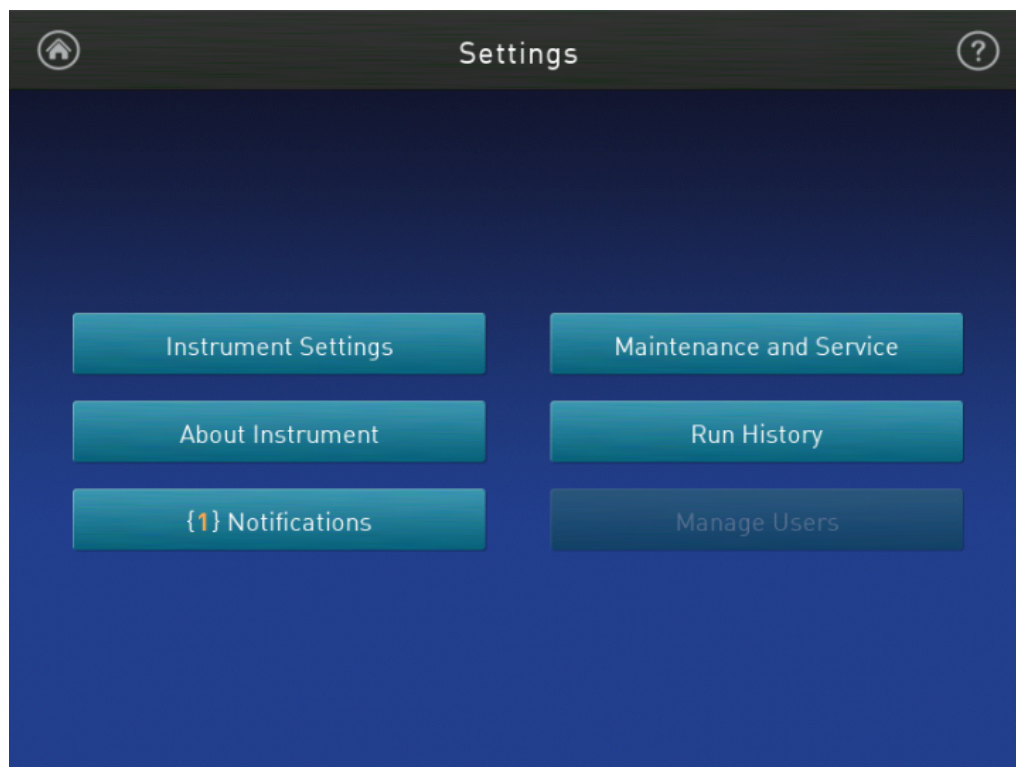 Settings
?
Instrument Settings
Maintenance and Service
About Instrument
Run History
{1} Notifications
Manage Users